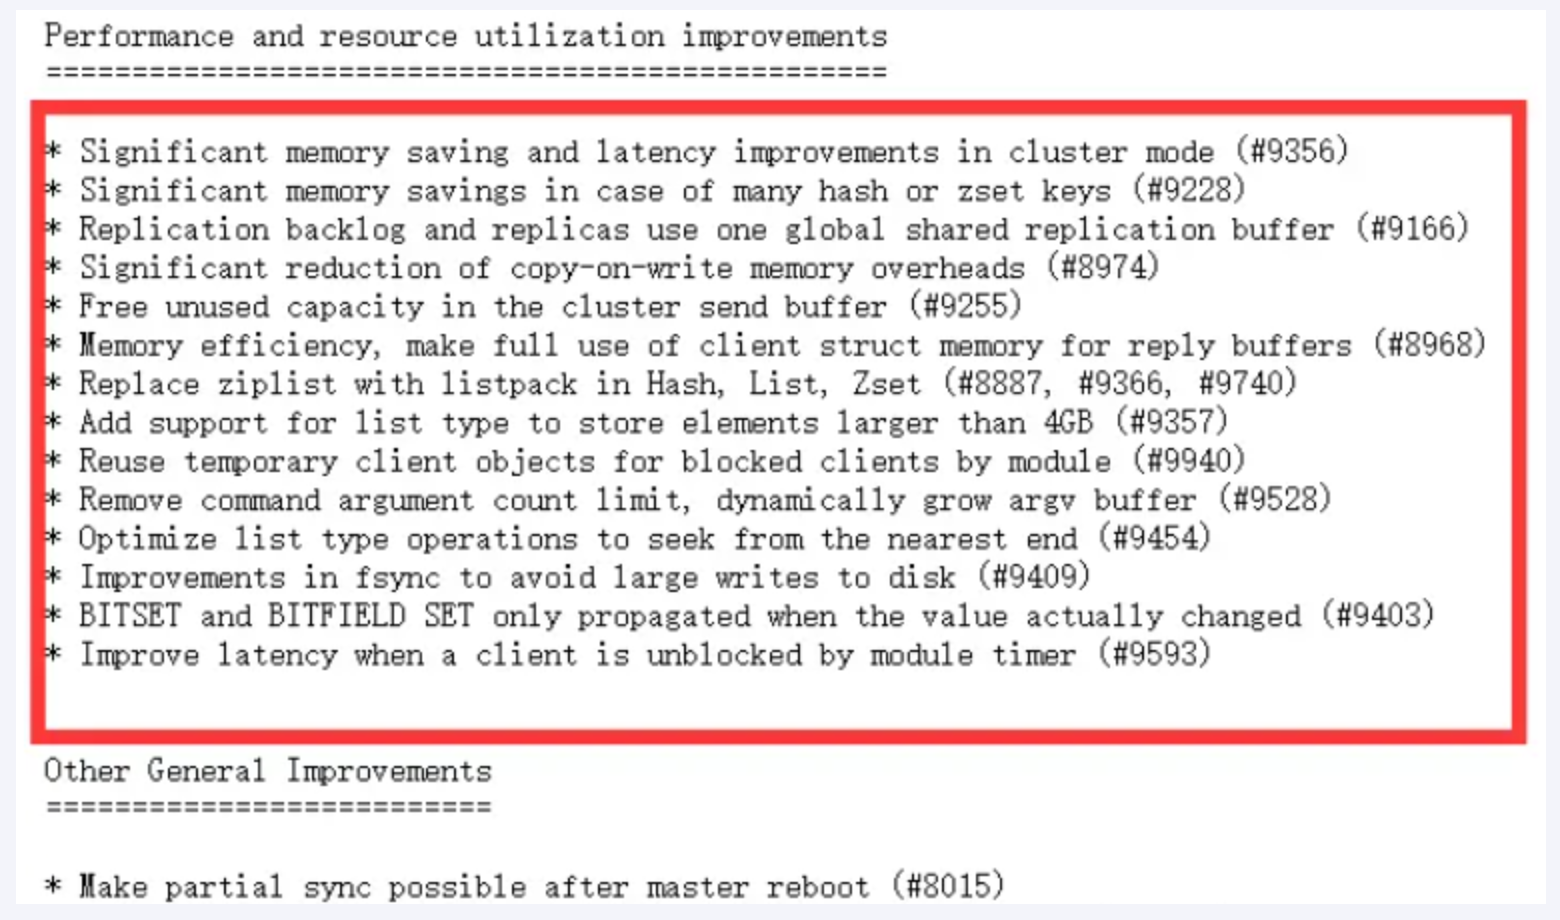 Performance and resource utilization improvements
=================================================
* Significant memory saving and latency improvements in cluster mode (#9356)
* Significant memory savings in case of many hash or zset keys (#9228)
* Replication backlog and replicas use one global shared replication buffer (#9166)
* Significant reduction of copy-on-write memory overheads (#8974)
* Free unused capacity in the cluster send buffer (#9255)
* Memory efficiency, make full use of client struct memory for reply buffers (#8968)
* Replace ziplist with listpack in Hash, List, Zset (#8887, #9366, #9740)
* Add support for list type to store elements larger than 4GB (#9357)
* Reuse temporary client objects for blocked clients by module (#9940)
* Remove command argument count limit, dynamically grow argv buffer (#9528)
* Optimize list type operations to seek from the nearest end (#9454)
* Improvements in fsync to avoid large writes to disk (#9409)
* BITSET and BITFIELD SET only propagated when the value actually changed (#9403)
* Improve latency when a client is unblocked by module timer (#9593)
Other General Improvements
==========================
* Make partial sync possible after master reboot (#8015)